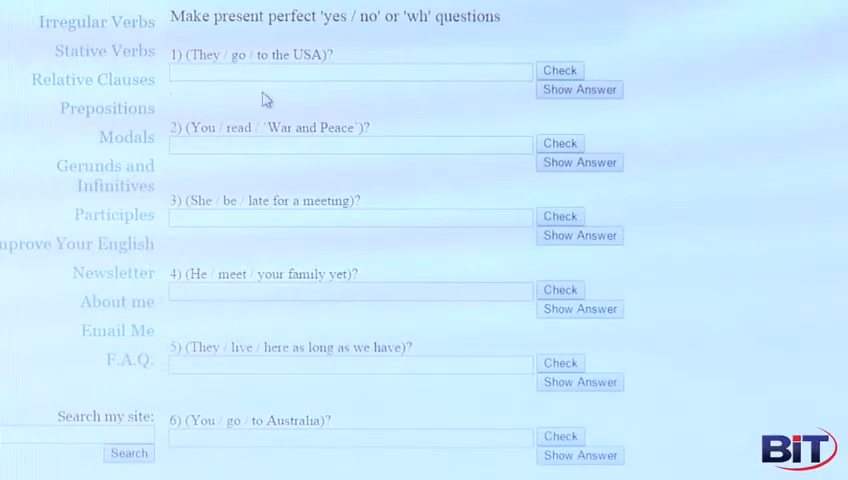 Irregular Verbs
Stative Verbs
Relative Clauses
Prepositions
Modals
Gerunds and
Infinitives
Participles
mprove Your English
Newsletter
About me
Email Me
F.A.Q.
Search my site:
Search
Make present perfect 'yes / no' or 'wh' questions
1) (They / go / to the USA)?
Check
Show Answer
2) (You / read / `War and Peace`)?
Check
Show Answer
3) (She / be / late for a meeting)?
Check
Show Answer
4) (He / meet / your family yet)?
Check
Show Answer
5) (They / live / here as long as we have)?
Check
Show Answer
6) (You / go / to Australia)?
Check
Show Answer
BiT